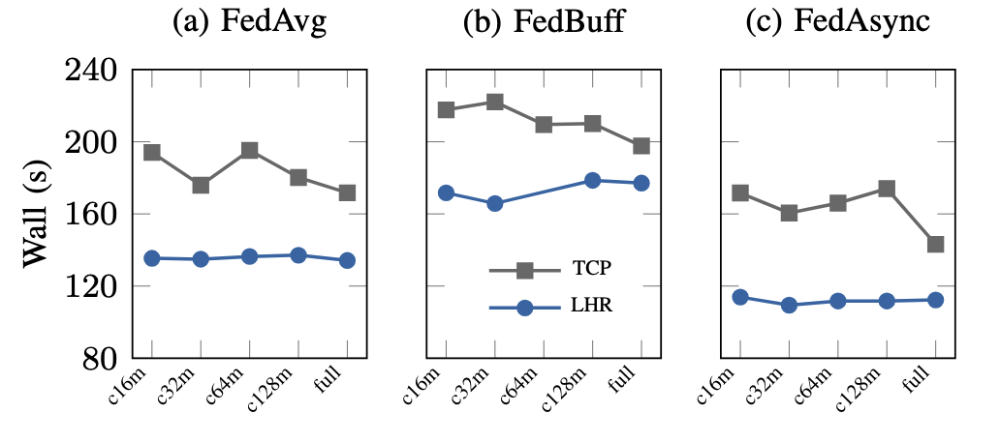 (a) FedAvg
(b) FedBuff
(c) FedAsync
Wall (s)
240
200
160
120
80
TCP
LHR
c16m
c32m
c64m
c128m
full
c16m
c32m
c64m
c128m
full
c16m
c32m
c64m
c128m
full